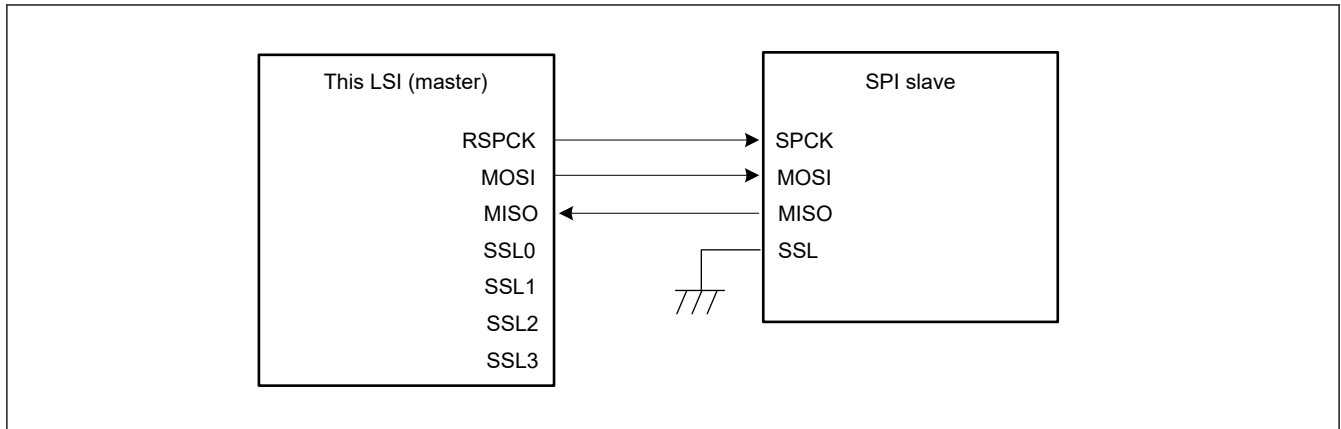 This LSI (master)
RSPCK
MOSI
MISO
SSL0
SSL1
SSL2
SSL3
SPI slave
SPCK
MOSI
MISO
SSL